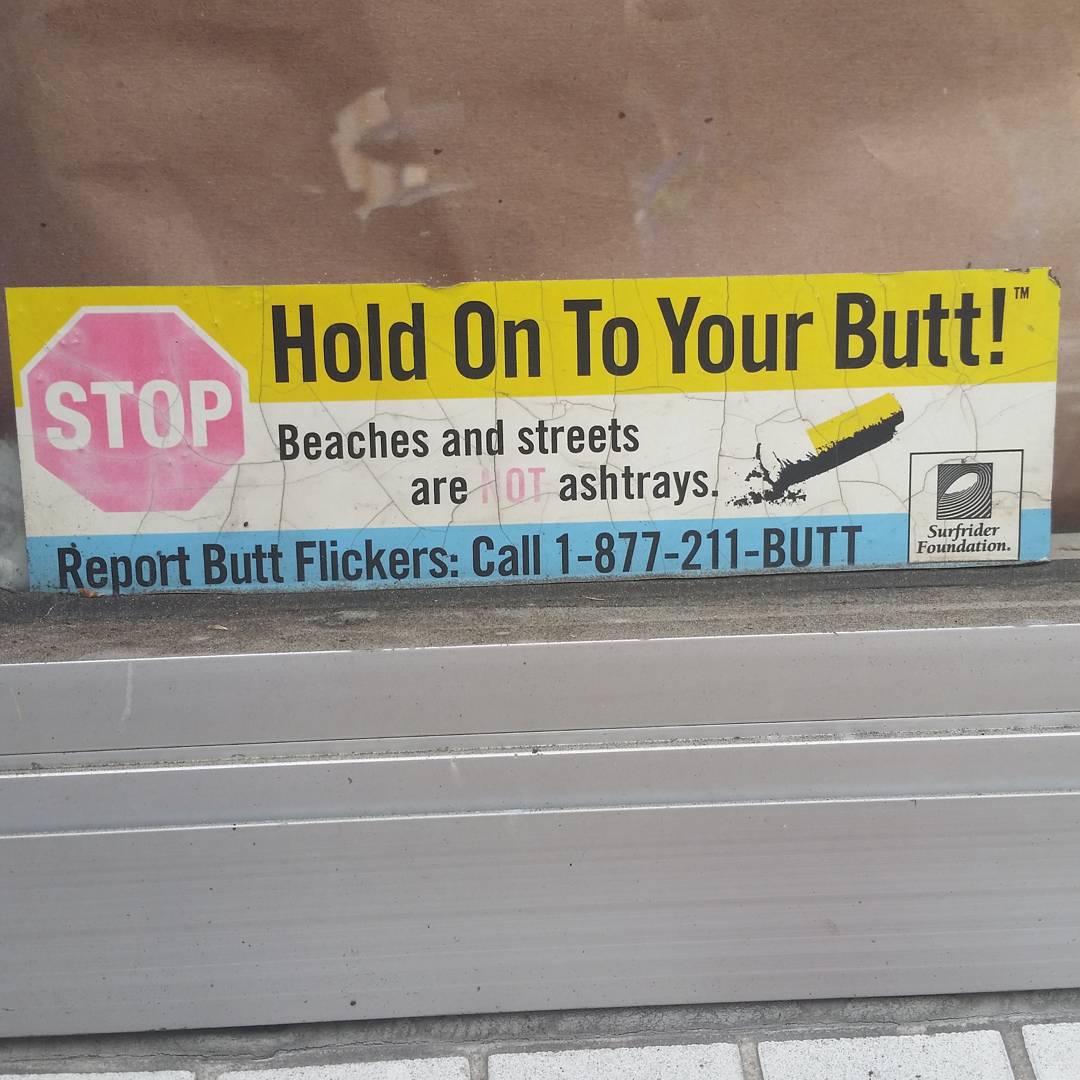 STOP
Hold On To Your Butt!™
Beaches and streets
are NOT ashtrays.
Report Butt Flickers: Call 1-877-211-BUTT
Surfrider
Foundation.